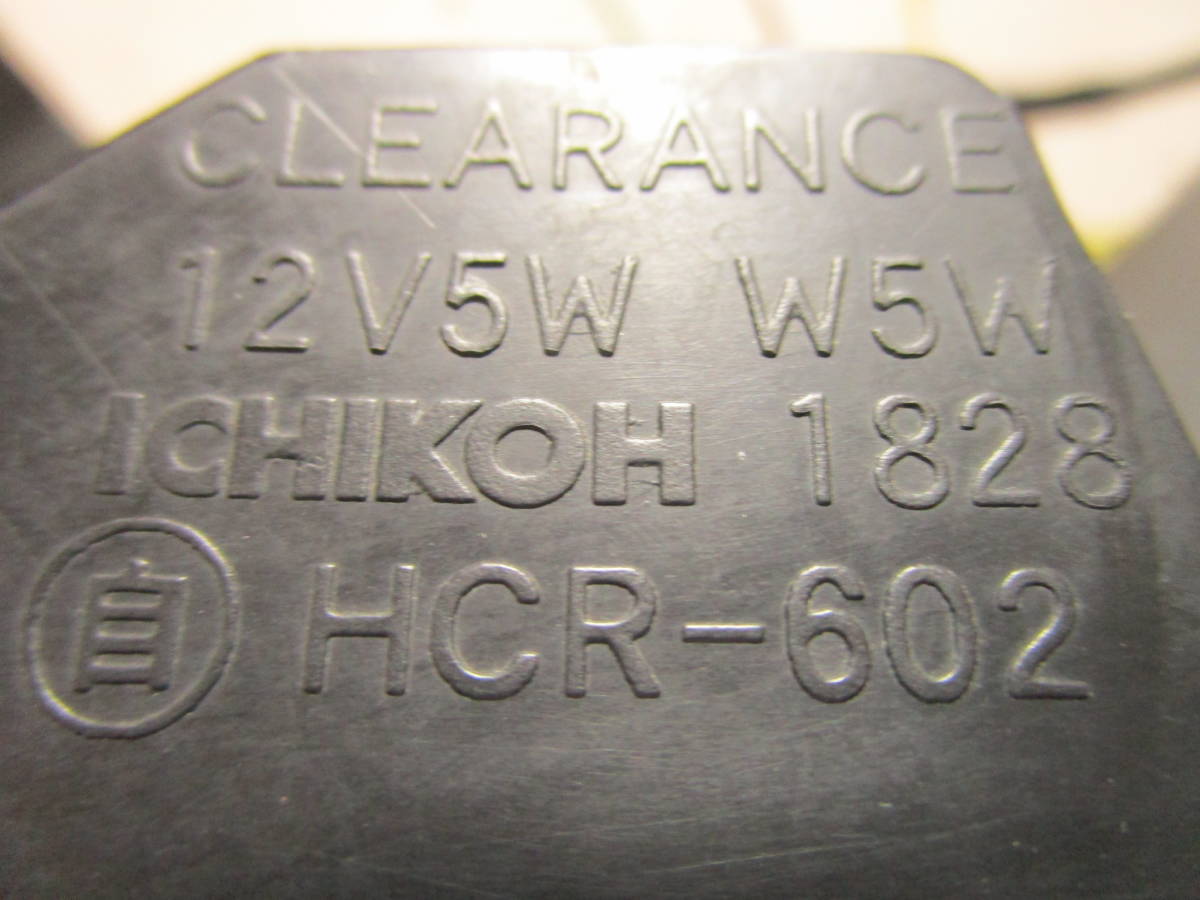 CLEARANCE
12V5W W5W
ICHIKOH 1828
自 HCR-602